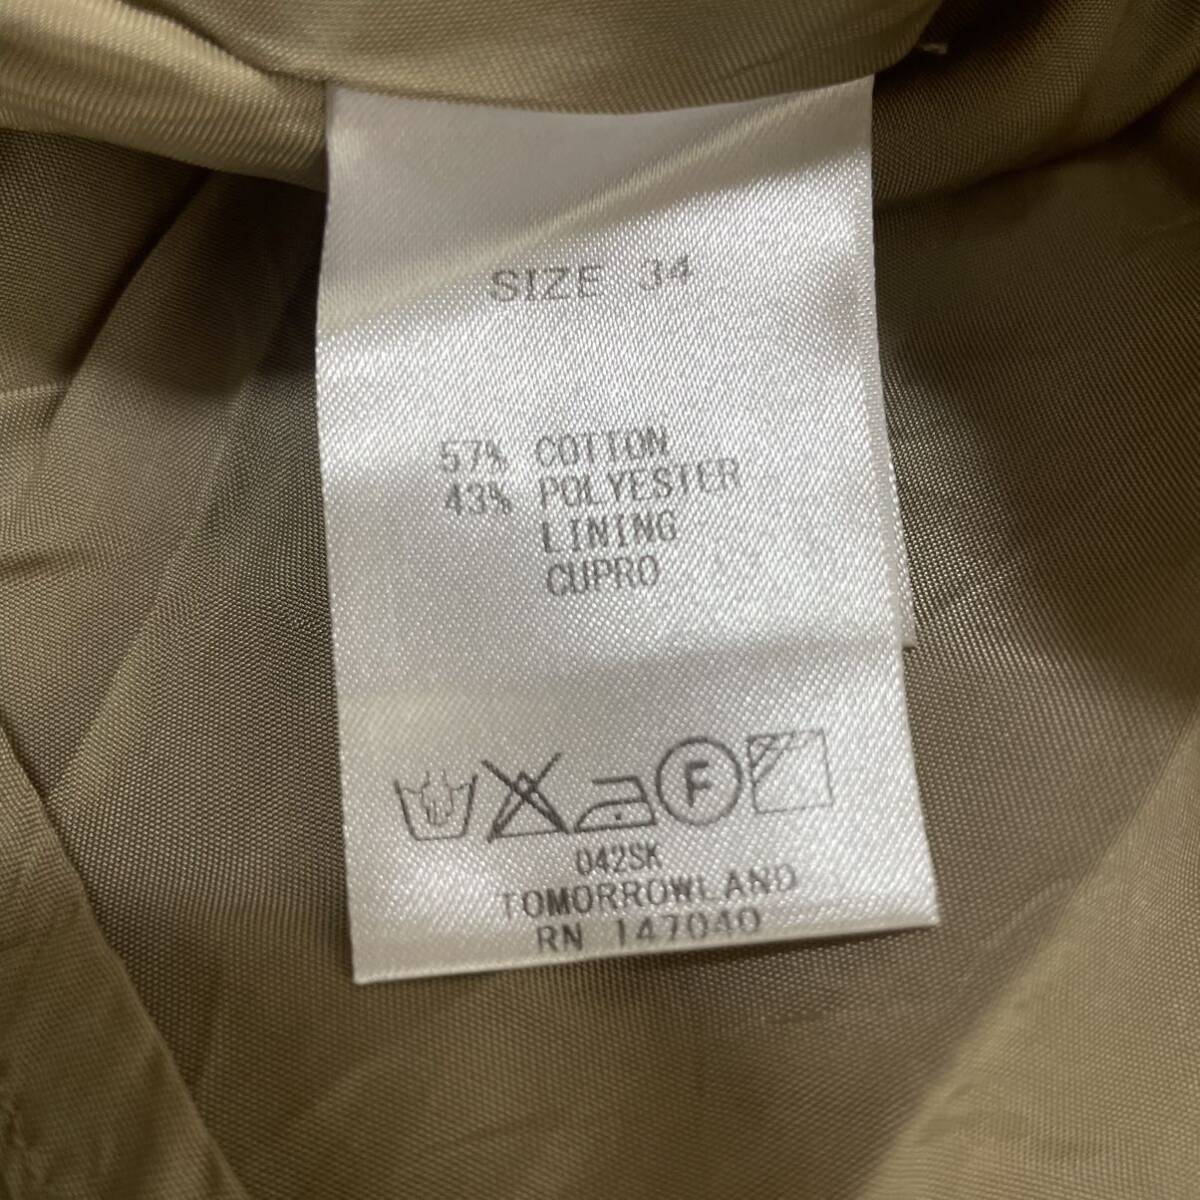 SIZE 34
57% COTTON
43% POLYESTER
LINING
CUPRO
F
042SK
TOMORROWLAND
RN 147040